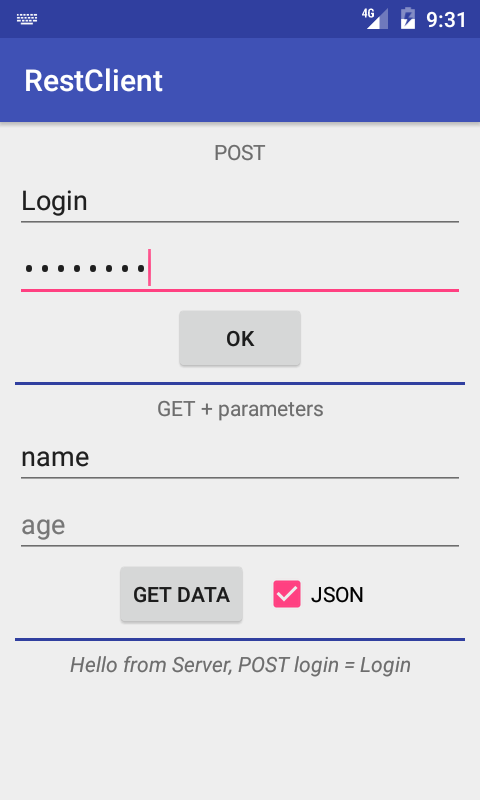 4G 9:31
RestClient
POST
Login
••••••••
OK
GET + parameters
name
age
GET DATA JSON
Hello from Server, POST login = Login